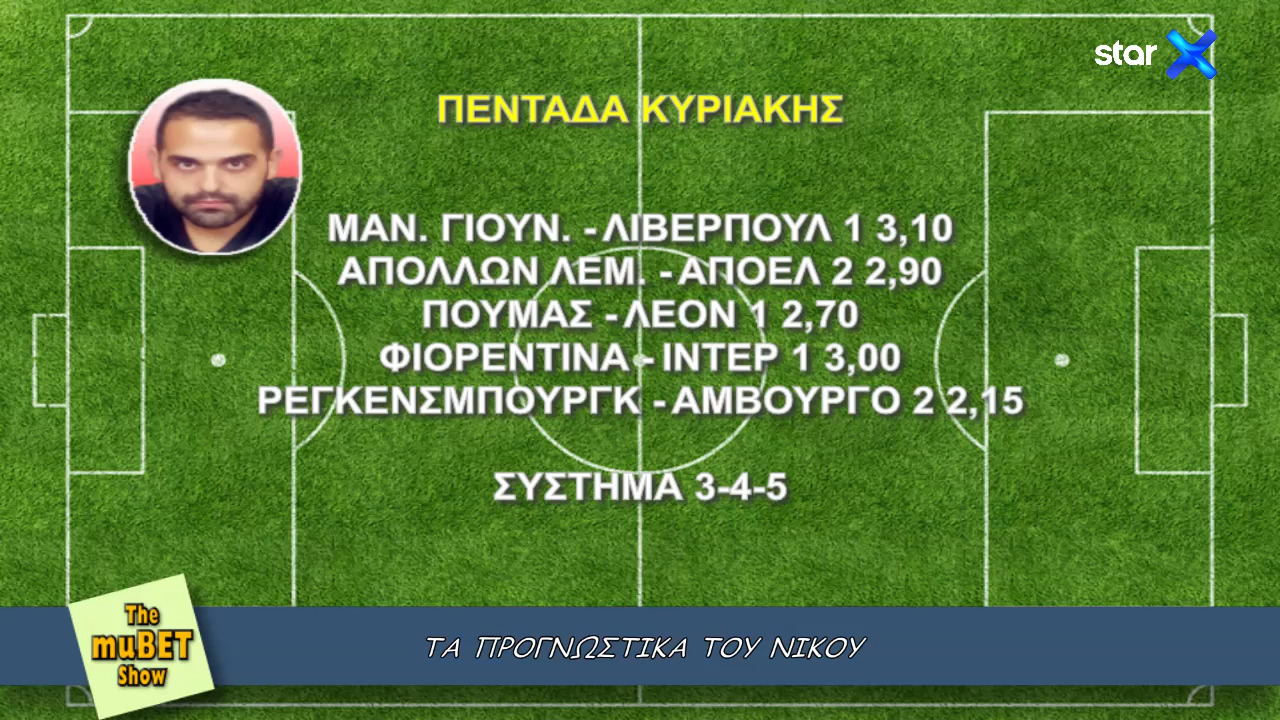 star X
ΠΕΝΤΑΔΑ ΚΥΡΙΑΚΗΣ
ΜΑΝ. ΓΙΟΥΝ. - ΛΙΒΕΡΠΟΥΛ 1 3,10
ΑΠΟΛΛΩΝ ΛΕΜ. - ΑΠΟΕΛ 2 2,90
ΠΟΥΜΑΣ - ΛΕΟΝ 1 2,70
ΦΙΟΡΕΝΤΙΝΑ - ΙΝΤΕΡ 1 3,00
ΡΕΓΚΕΝΣΜΠΟΥΡΓΚ - ΑΜΒΟΥΡΓΟ 2 2,15
ΣΥΣΤΗΜΑ 3-4-5
The
muBET
Show
ΤΑ ΠΡΟΓΝΩΣΤΙΚΑ ΤΟΥ ΝΙΚΟΥ